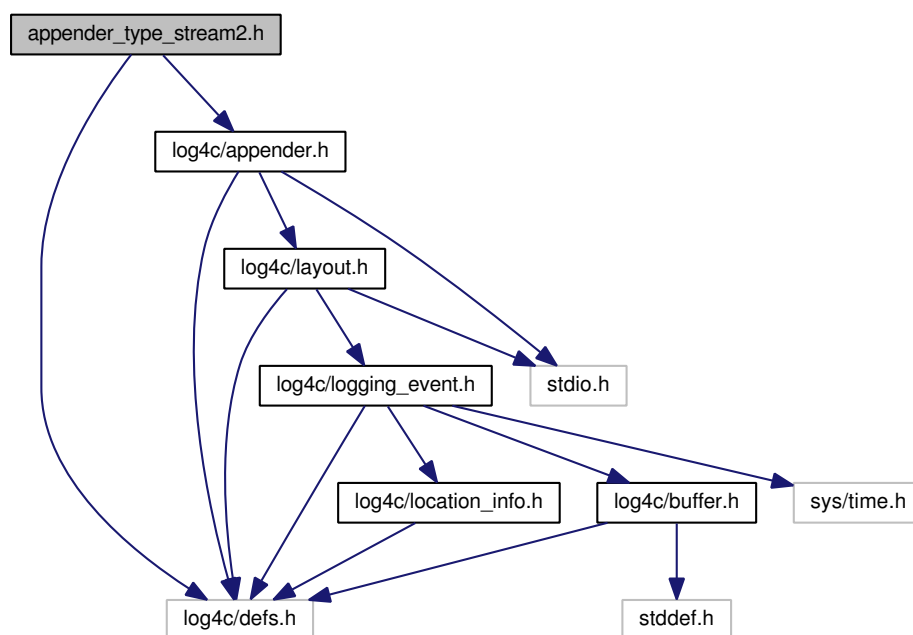 appender_type_stream2.h
log4c/appender.h
log4c/layout.h
log4c/logging_event.h
stdio.h
log4c/location_info.h
log4c/buffer.h
sys/time.h
log4c/defs.h
stddef.h